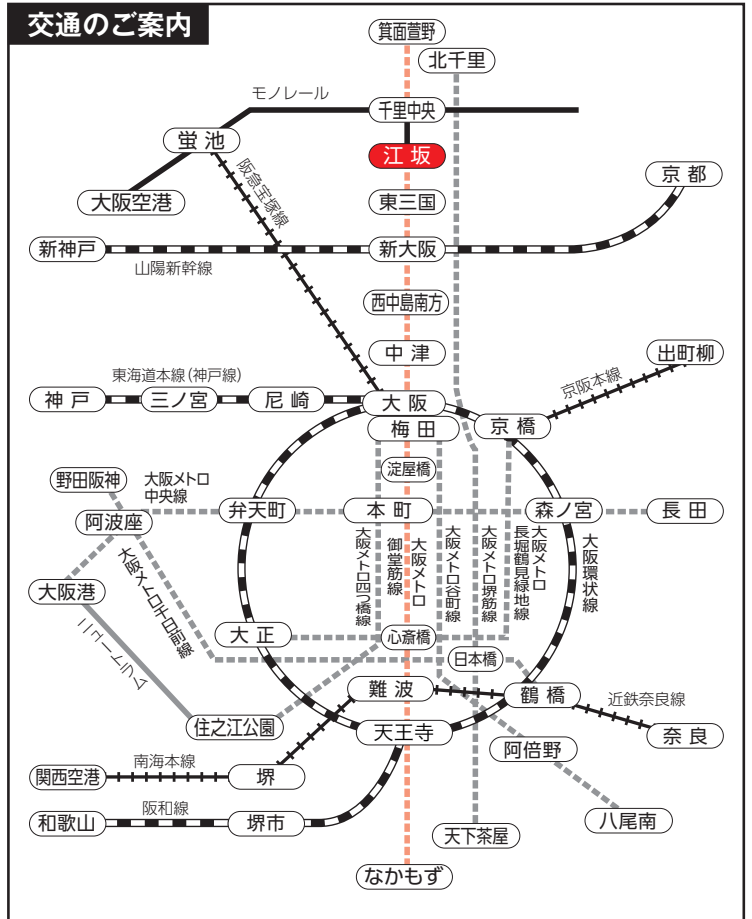 交通のご案内
箕面萱野
北千里
モノレール
千里中央
蛍池
江坂
阪急宝塚線
京都
大阪空港
東三国
新神戸
新大阪
山陽新幹線
西中島南方
中津
出町柳
東海道本線(神戸線)
京阪本線
神戸
三ノ宮
尼崎
大阪
梅田
京橋
淀屋橋
野田阪神
大阪メトロ
中央線
阿波座
弁天町
本町
森ノ宮
長田
大阪メトロ四つ橋線
大阪メトロ
御堂筋線
大阪メトロ谷町線
大阪メトロ堺筋線
大阪メトロ
長堀鶴見緑地線
大阪環状線
大阪メトロ千日前線
大阪港
ニュートラム
大正
心斎橋
日本橋
難波
鶴橋
近鉄奈良線
住之江公園
天王寺
奈良
阿倍野
南海本線
関西空港
堺
阪和線
和歌山
堺市
天下茶屋
八尾南
なかもず